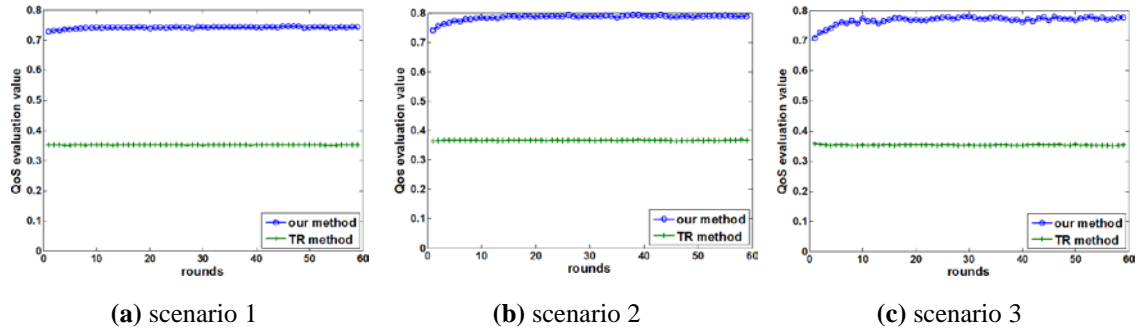 0.8
0.7
0.6
0.5
0.4
0.3
0.2
0.1
0
QoS evaluation value
0 10 20 30 40 50 60
rounds
our method
TR method
(a) scenario 1
0.8
0.7
0.6
0.5
0.4
0.3
0.2
0.1
0
Qos evaluation value
0 10 20 30 40 50 60
rounds
our method
TR method
(b) scenario 2
0.8
0.7
0.6
0.5
0.4
0.3
0.2
0.1
0
QoS evaluation value
0 10 20 30 40 50 60
rounds
our method
TR method
(c) scenario 3